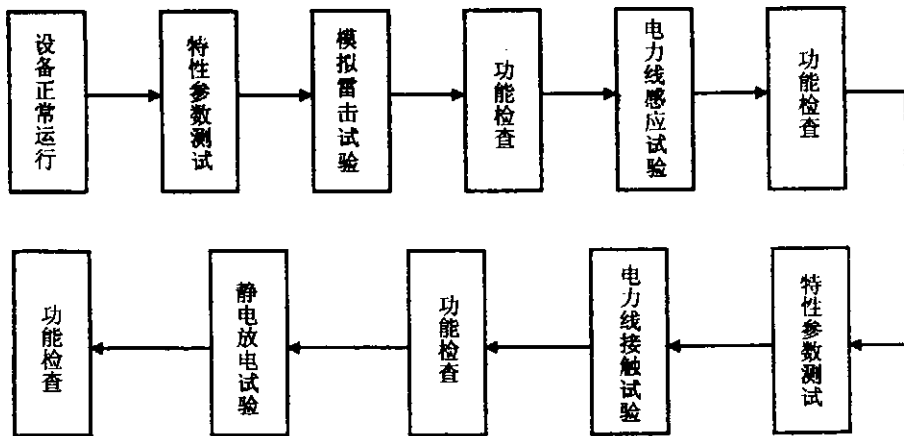 设备正常运行
特性参数测试
模拟雷击试验
功能检查
电力线感应试验
功能检查
特性参数测试
电力线接触试验
功能检查
静电放电试验
功能检查